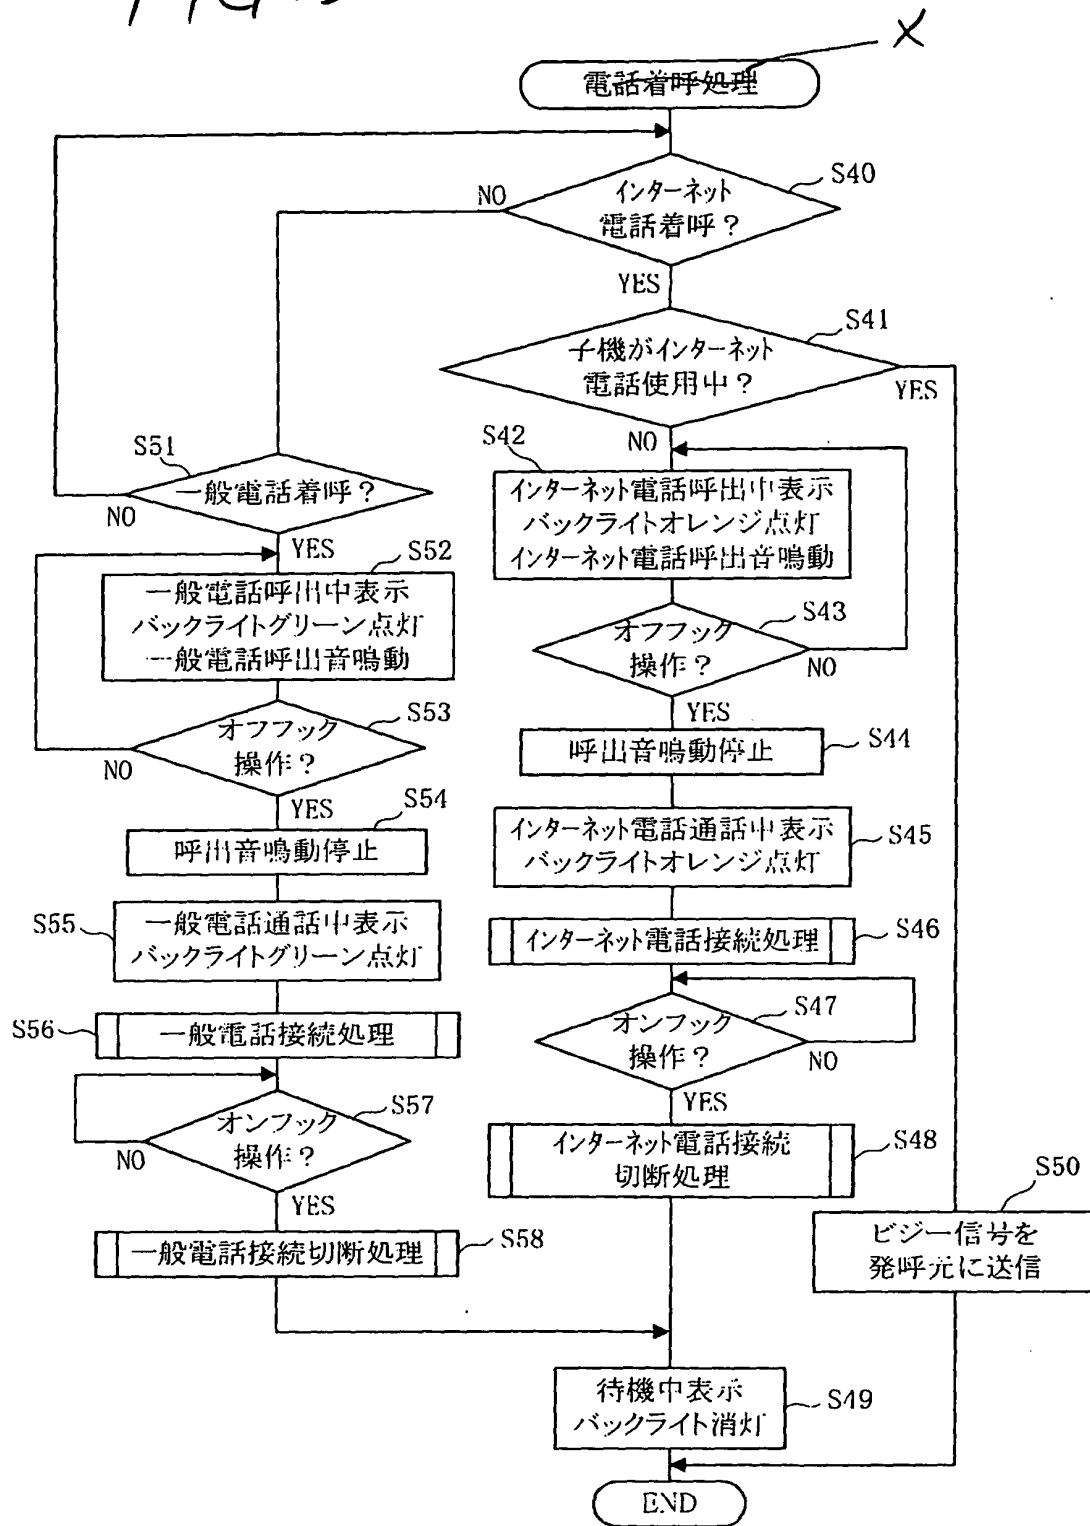 X
電話着呼処理
S40
インターネット
電話着呼?
NO
YES
S41
子機がインターネット
電話使用中?
YES
NO
S51
一般電話着呼?
NO
YES
S42
インターネット電話呼出中表示
バックライトオレンジ点灯
インターネット電話呼出音鳴動
S52
一般電話呼出中表示
バックライトグリーン点灯
一般電話呼出音鳴動
S43
オフフック
操作?
NO
YES
S53
オフフック
操作?
NO
YES
S44
呼出音鳴動停止
S54
呼出音鳴動停止
S45
インターネット電話通話中表示
バックライトオレンジ点灯
S55
一般電話通話中表示
バックライトグリーン点灯
S46
インターネット電話接続処理
S56
一般電話接続処理
S47
オンフック
操作?
NO
YES
S57
オンフック
操作?
NO
YES
S48
インターネット電話接続
切断処理
S58
一般電話接続切断処理
S50
ビジー信号を
発呼元に送信
S49
待機中表示
バックライト消灯
END